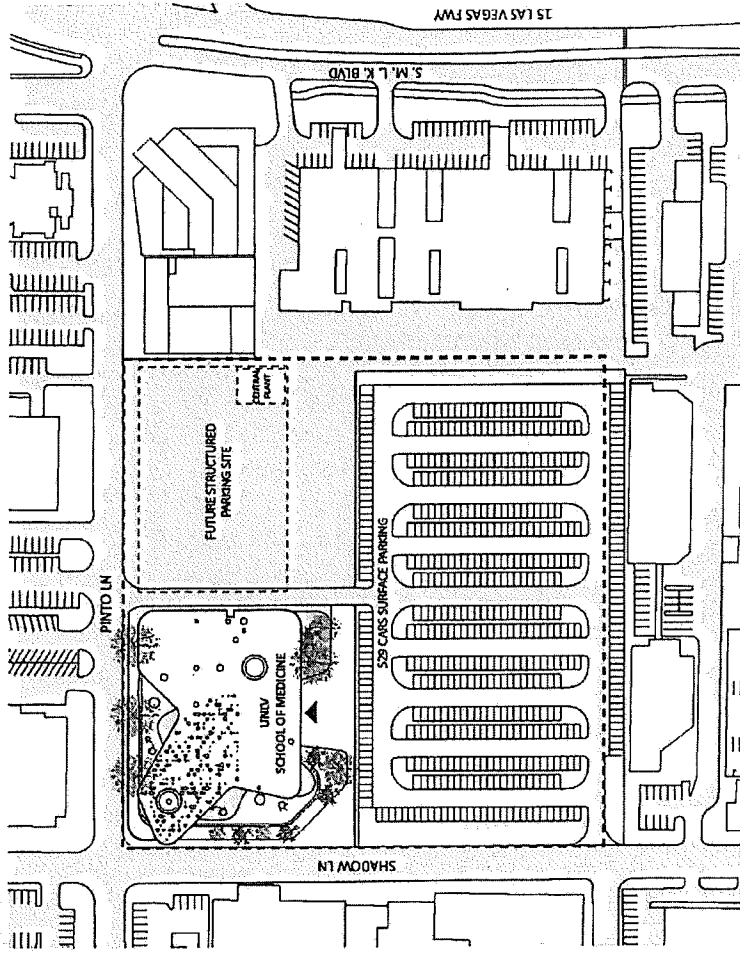 15 LAS VEGAS FWY
S. M. L. K. BLVD
CENTRAL
PLANT
FUTURE STRUCTURED
PARKING SITE
PINTO LN
529 CARS SURFACE PARKING
UNLV
SCHOOL OF MEDICINE
SHADOW LN